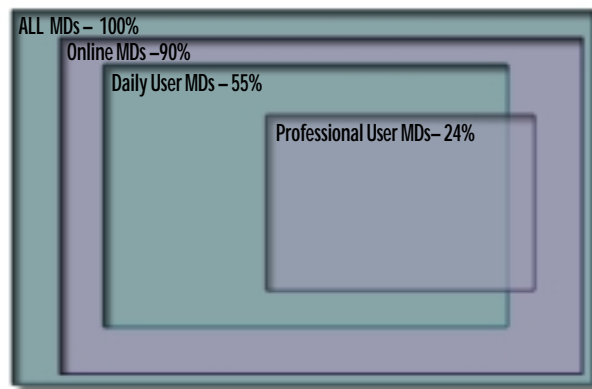 ALL MDs – 100%
Online MDs –90%
Daily User MDs – 55%
Professional User MDs– 24%